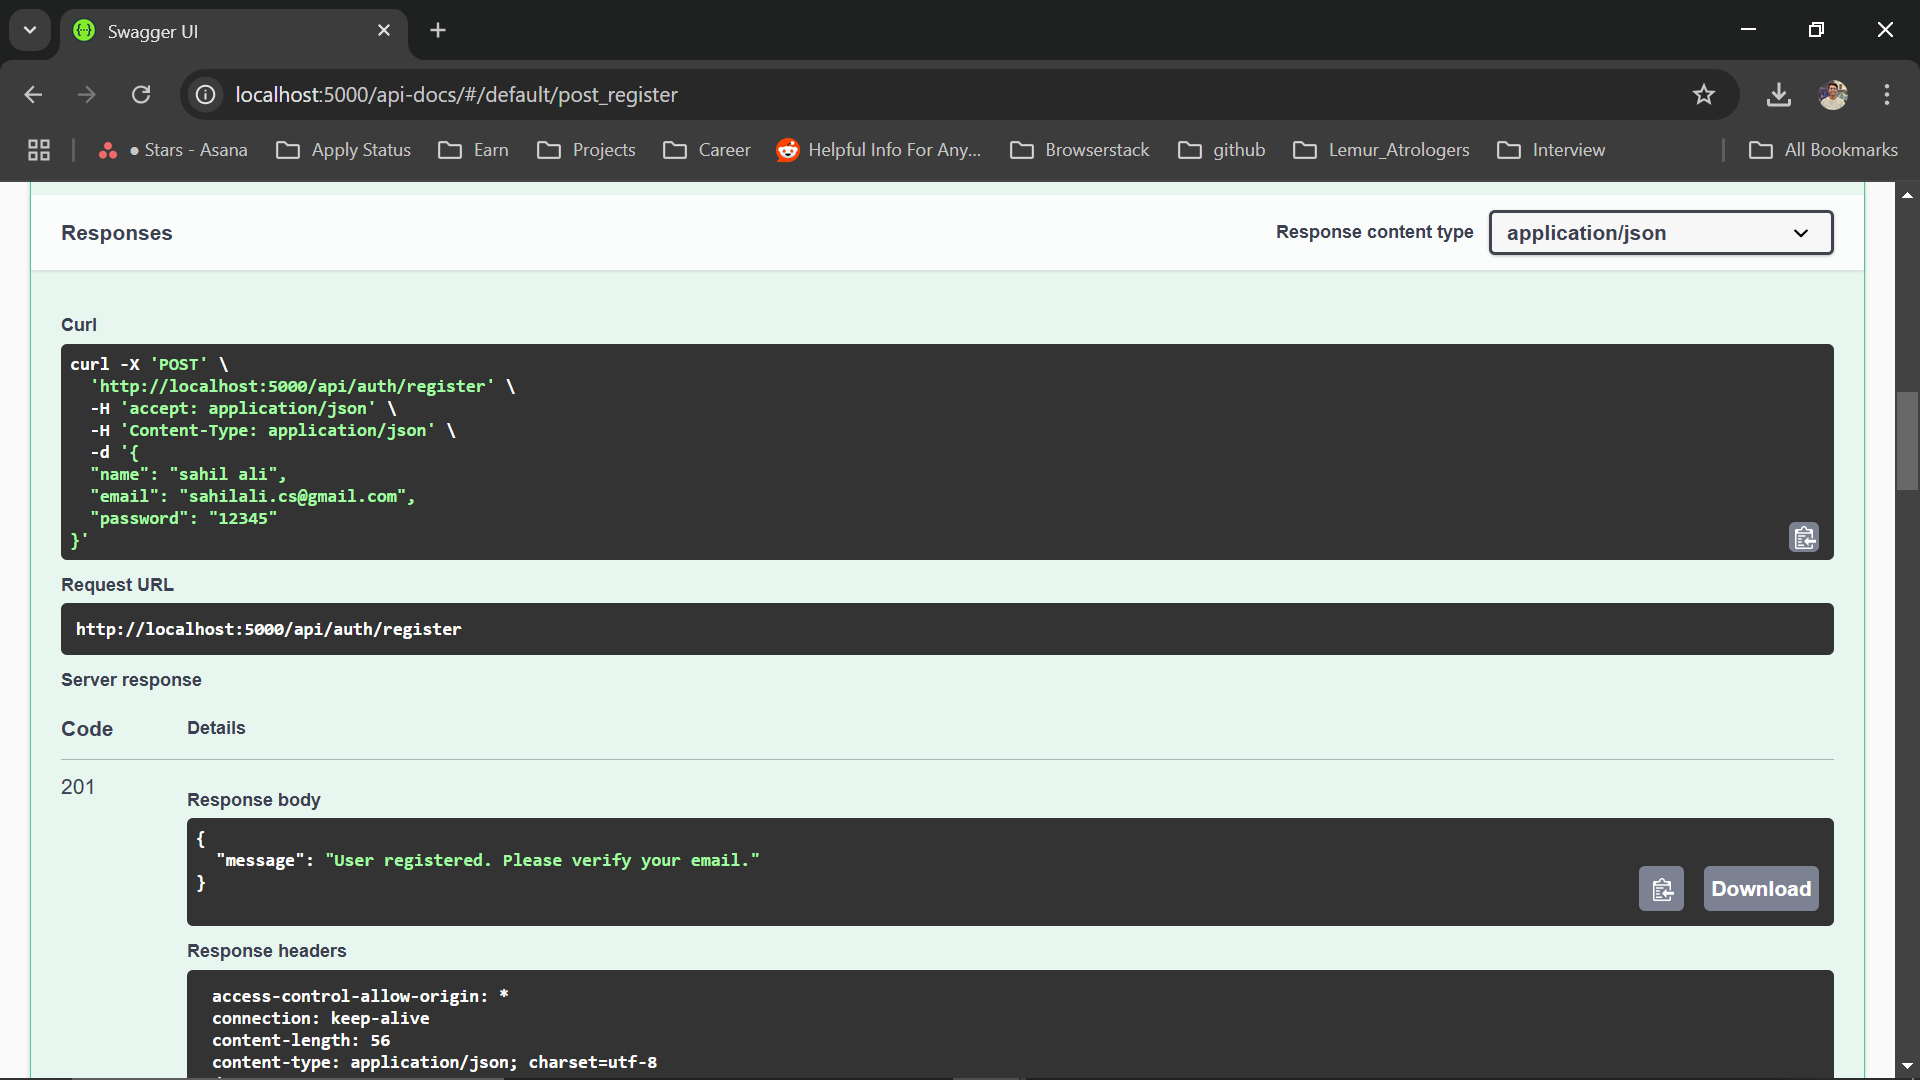 Swagger UI
localhost:5000/api-docs/#/default/post_register
● Stars - Asana
Apply Status
Earn
Projects
Career
Helpful Info For Any...
Browserstack
github
Lemur_Atrologers
Interview
All Bookmarks
Responses
Response content type
application/json
Curl
curl -X 'POST' \
'http://localhost:5000/api/auth/register' \
-H 'accept: application/json' \
-H 'Content-Type: application/json' \
-d '{
"name": "sahil ali",
"email": "sahilali.cs@gmail.com",
"password": "12345"
}'
Request URL
http://localhost:5000/api/auth/register
Server response
Code
Details
201
Response body
{
"message": "User registered. Please verify your email."
}
Download
Response headers
access-control-allow-origin: *
connection: keep-alive
content-length: 56
content-type: application/json; charset=utf-8